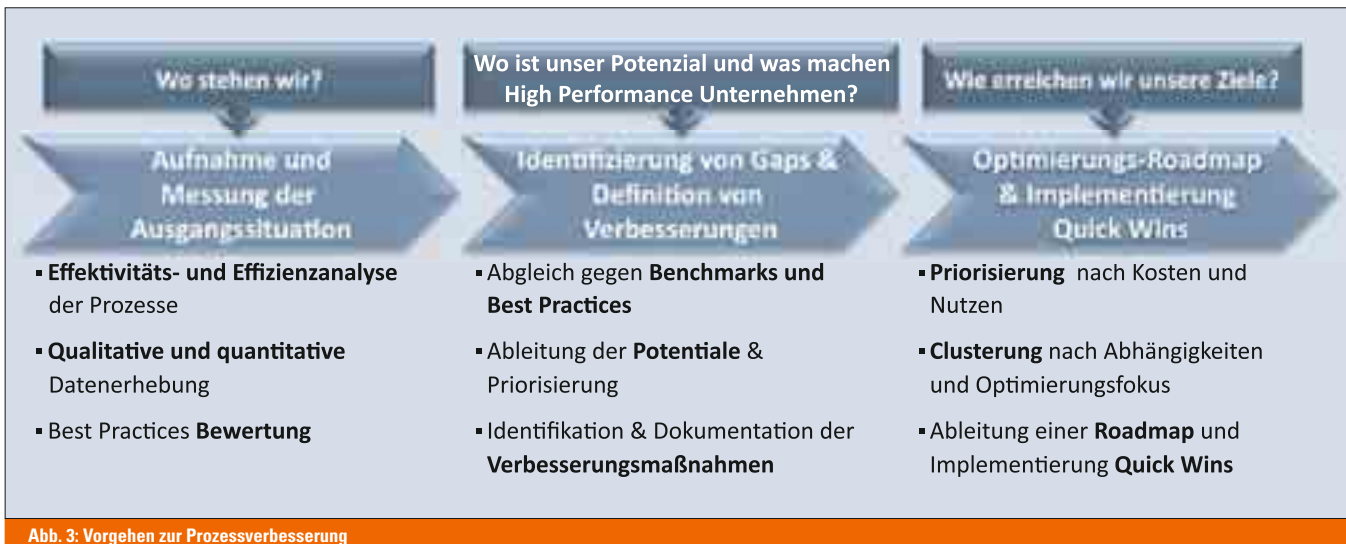 Wo stehen wir?
Aufnahme und
Messung der
Ausgangssituation
▪ Effektivitäts- und Effizienzanalyse
der Prozesse
▪ Qualitative und quantitative
Datenerhebung
▪ Best Practices Bewertung
Wo ist unser Potenzial und was machen
High Performance Unternehmen?
Identifizierung von Gaps &
Definition von
Verbesserungen
▪ Abgleich gegen Benchmarks und
Best Practices
▪ Ableitung der Potentiale &
Priorisierung
▪ Identifikation & Dokumentation der
Verbesserungsmaßnahmen
Wie erreichen wir unsere Ziele?
Optimierungs-Roadmap
& Implementierung
Quick Wins
▪ Priorisierung nach Kosten und
Nutzen
▪ Clusterung nach Abhängigkeiten
und Optimierungsfokus
▪ Ableitung einer Roadmap und
Implementierung Quick Wins
Abb. 3: Vorgehen zur Prozessverbesserung